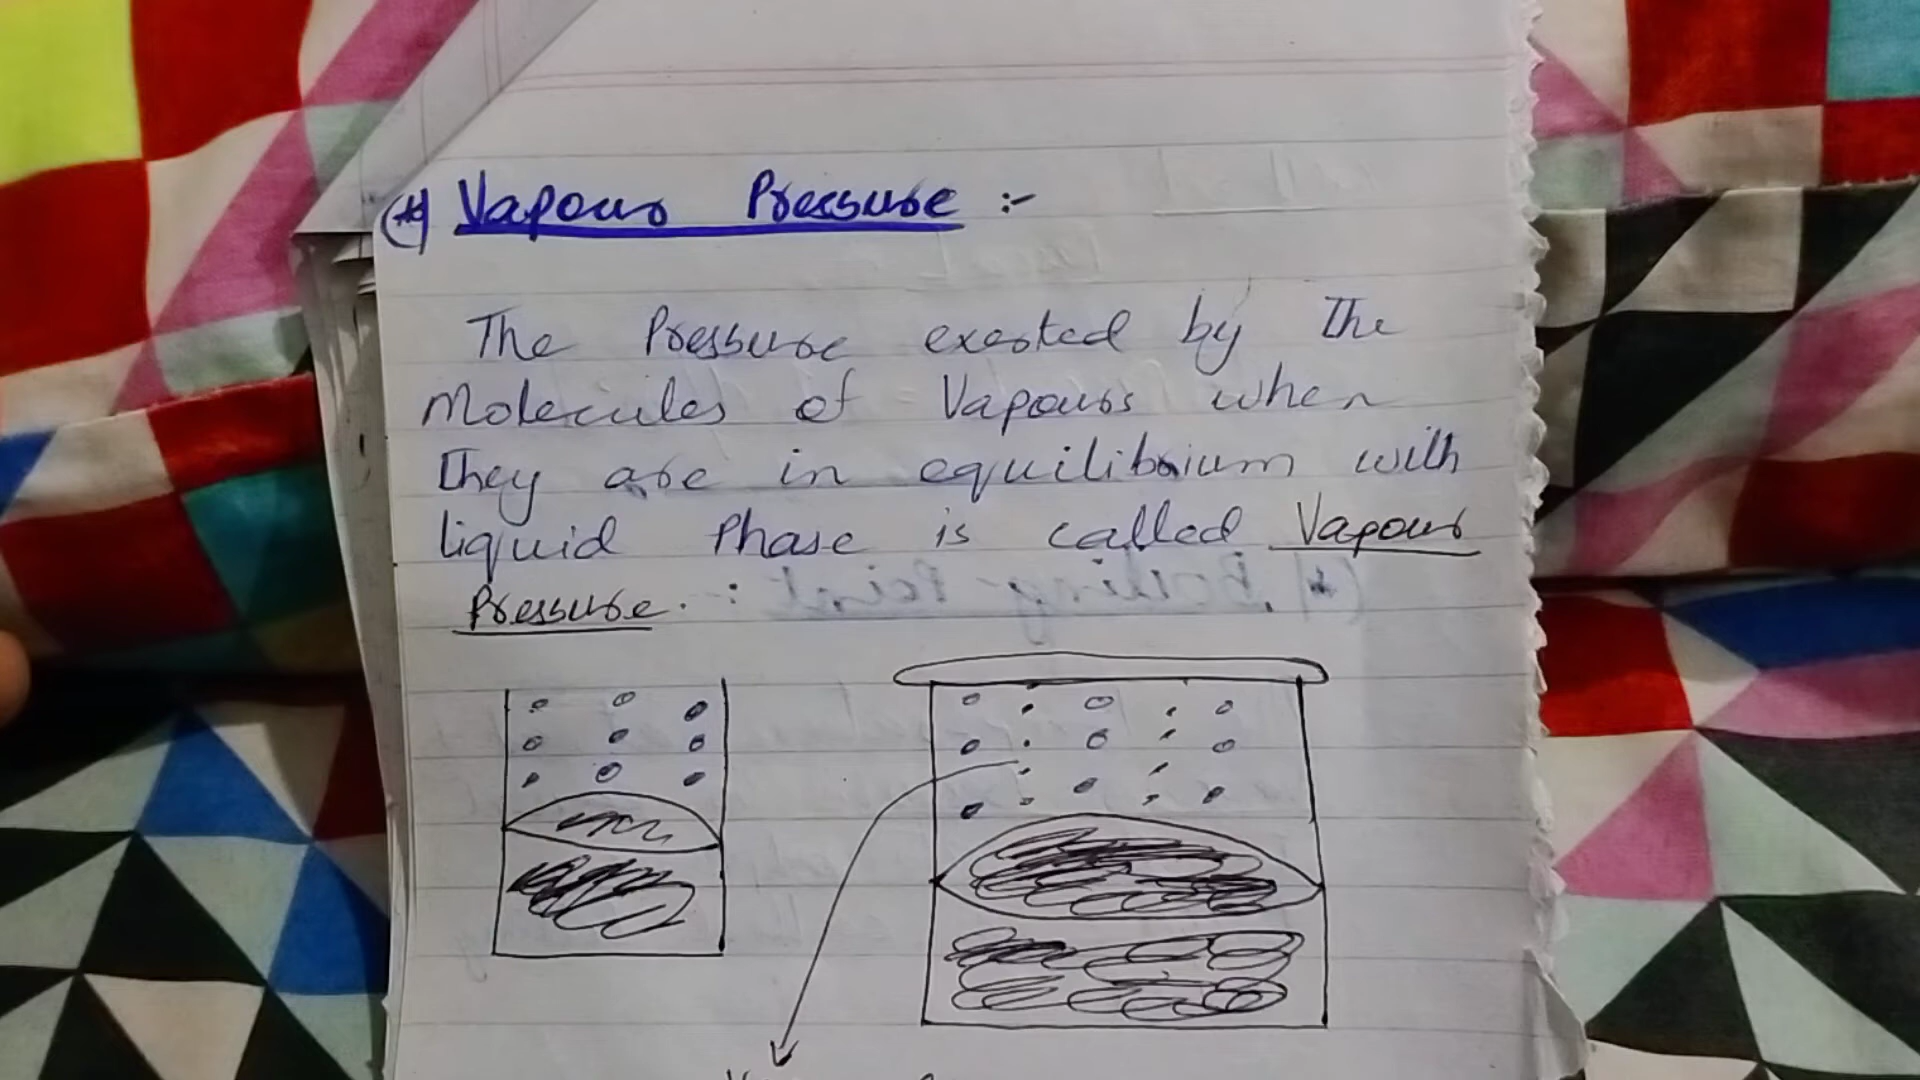 (*) Vapour Pressure :-
The Pressure exerted by the
Molecules of Vapours when
They are in equilibrium with
liquid Phase is called Vapour
Pressure.